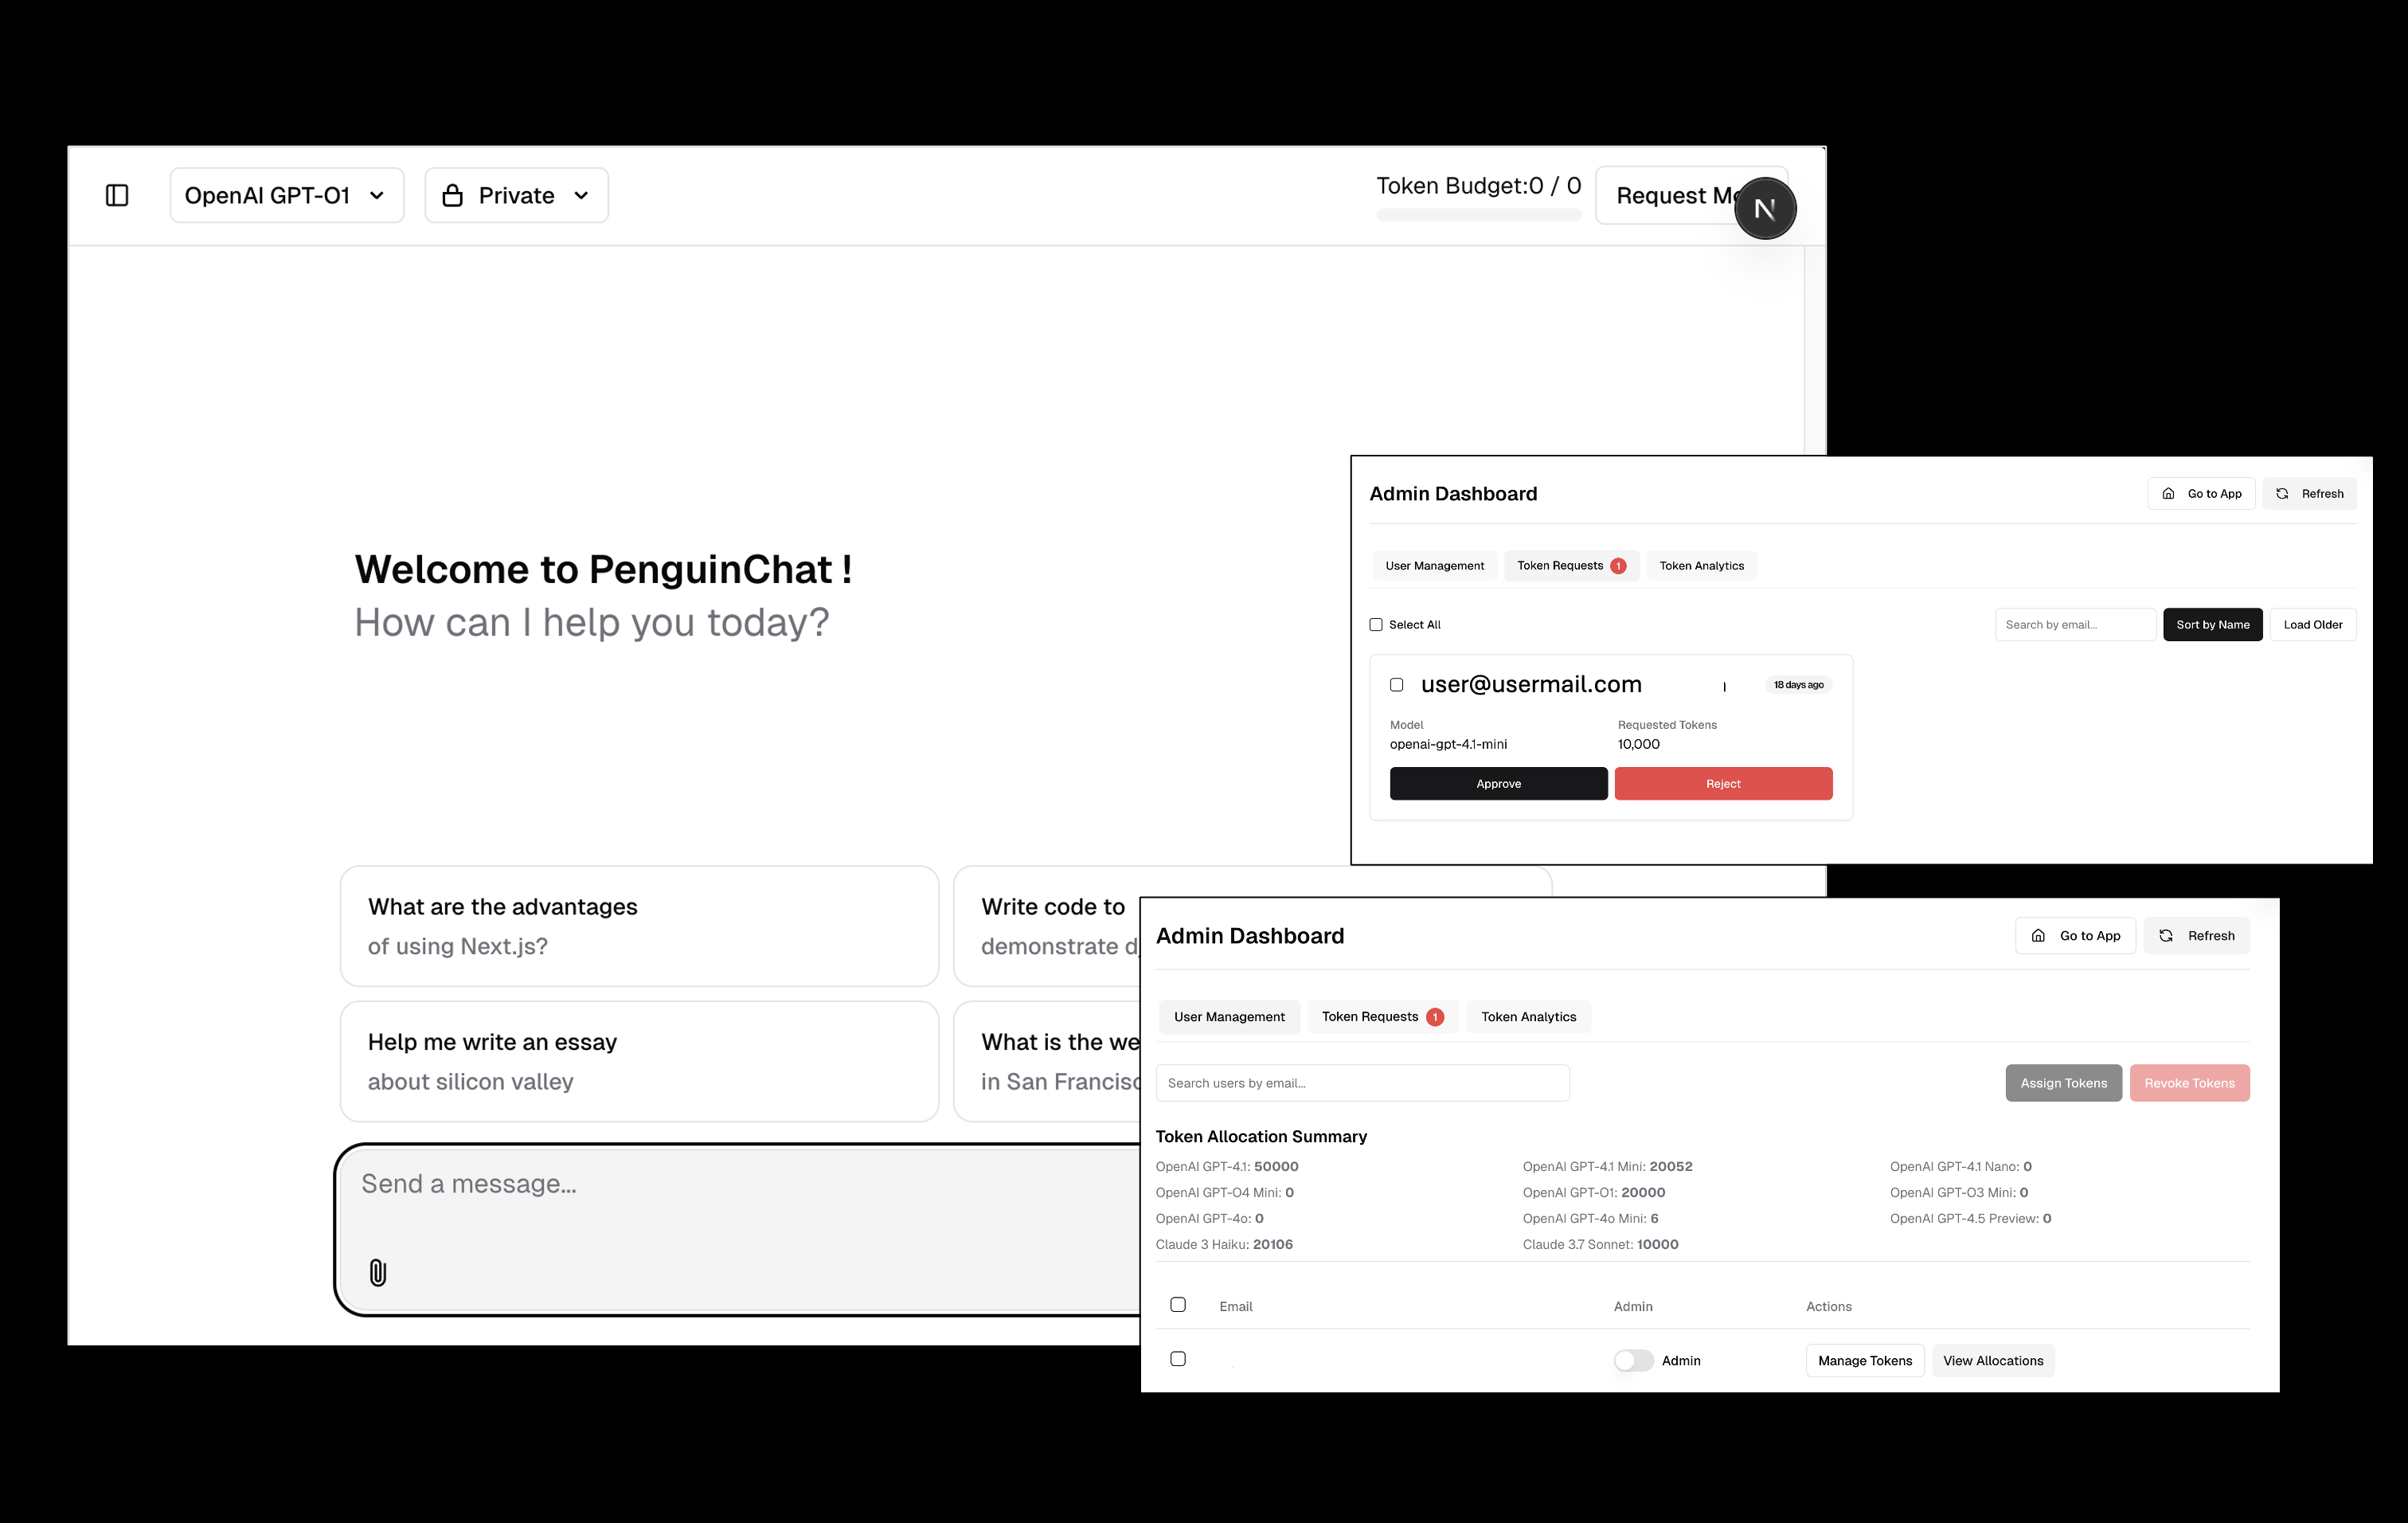 OpenAI GPT-O1
Private
Token Budget:0 / 0
Request
N
Welcome to PenguinChat !
How can I help you today?
What are the advantages
of using Next.js?
Write code to
demonstrate
Help me write an essay
about silicon valley
What is the
in San
Send a message...
Admin Dashboard
Go to App
Refresh
User Management
Token Requests 1
Token Analytics
Select All
Search by email...
Sort by Name
Load Older
user@usermail.com
18 days ago
Model
Requested Tokens
openai-gpt-4.1-mini
10,000
Approve
Reject
Admin Dashboard
Go to App
Refresh
User Management
Token Requests 1
Token Analytics
Search users by email...
Assign Tokens
Revoke Tokens
Token Allocation Summary
OpenAI GPT-4.1: 50000
OpenAI GPT-4.1 Mini: 20052
OpenAI GPT-4.1 Nano: 0
OpenAI GPT-O4 Mini: 0
OpenAI GPT-O1: 20000
OpenAI GPT-O3 Mini: 0
OpenAI GPT-4o: 0
OpenAI GPT-4o Mini: 6
OpenAI GPT-4.5 Preview: 0
Claude 3 Haiku: 20106
Claude 3.7 Sonnet: 10000
Email
Admin
Actions
Admin
Manage Tokens
View Allocations